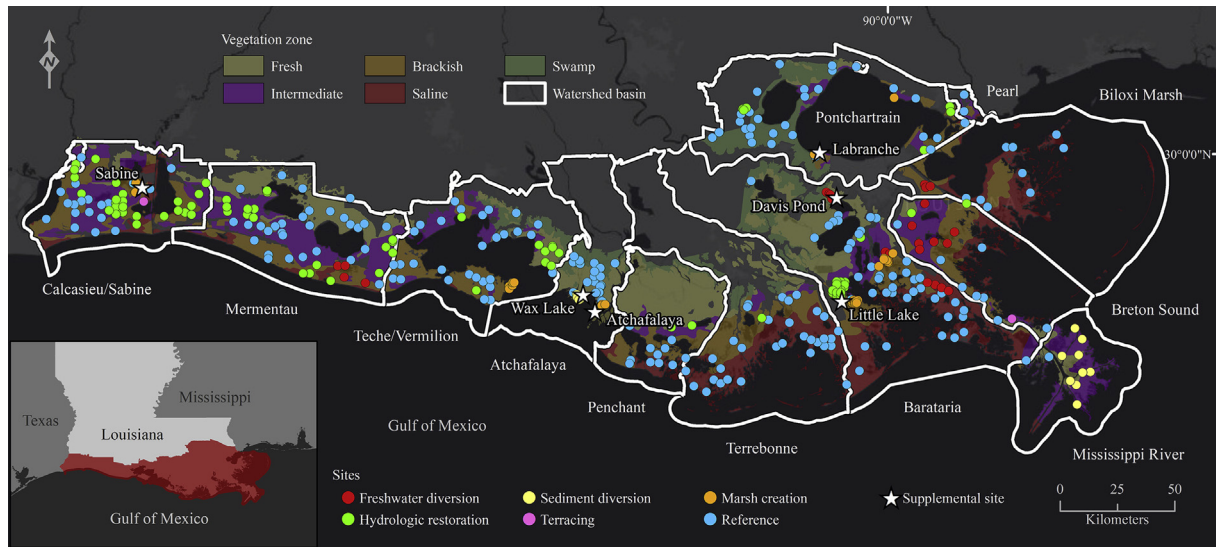 90°0'0"W
N
Vegetation zone
Fresh
Brackish
Swamp
Intermediate
Saline
Watershed basin
Pearl
Biloxi Marsh
Pontchartrain
Labranche
30°0'0"N
Sabine
Davis Pond
Calcasieu/Sabine
Mermentau
Wax Lake
Atchafalaya
Little Lake
Breton Sound
Teche/Vermilion
Atchafalaya
Penchant
Barataria
Gulf of Mexico
Terrebonne
Mississippi River
Texas
Louisiana
Mississippi
Gulf of Mexico
Sites
Freshwater diversion
Sediment diversion
Marsh creation
Supplemental site
Hydrologic restoration
Terracing
Reference
0 25 50
Kilometers